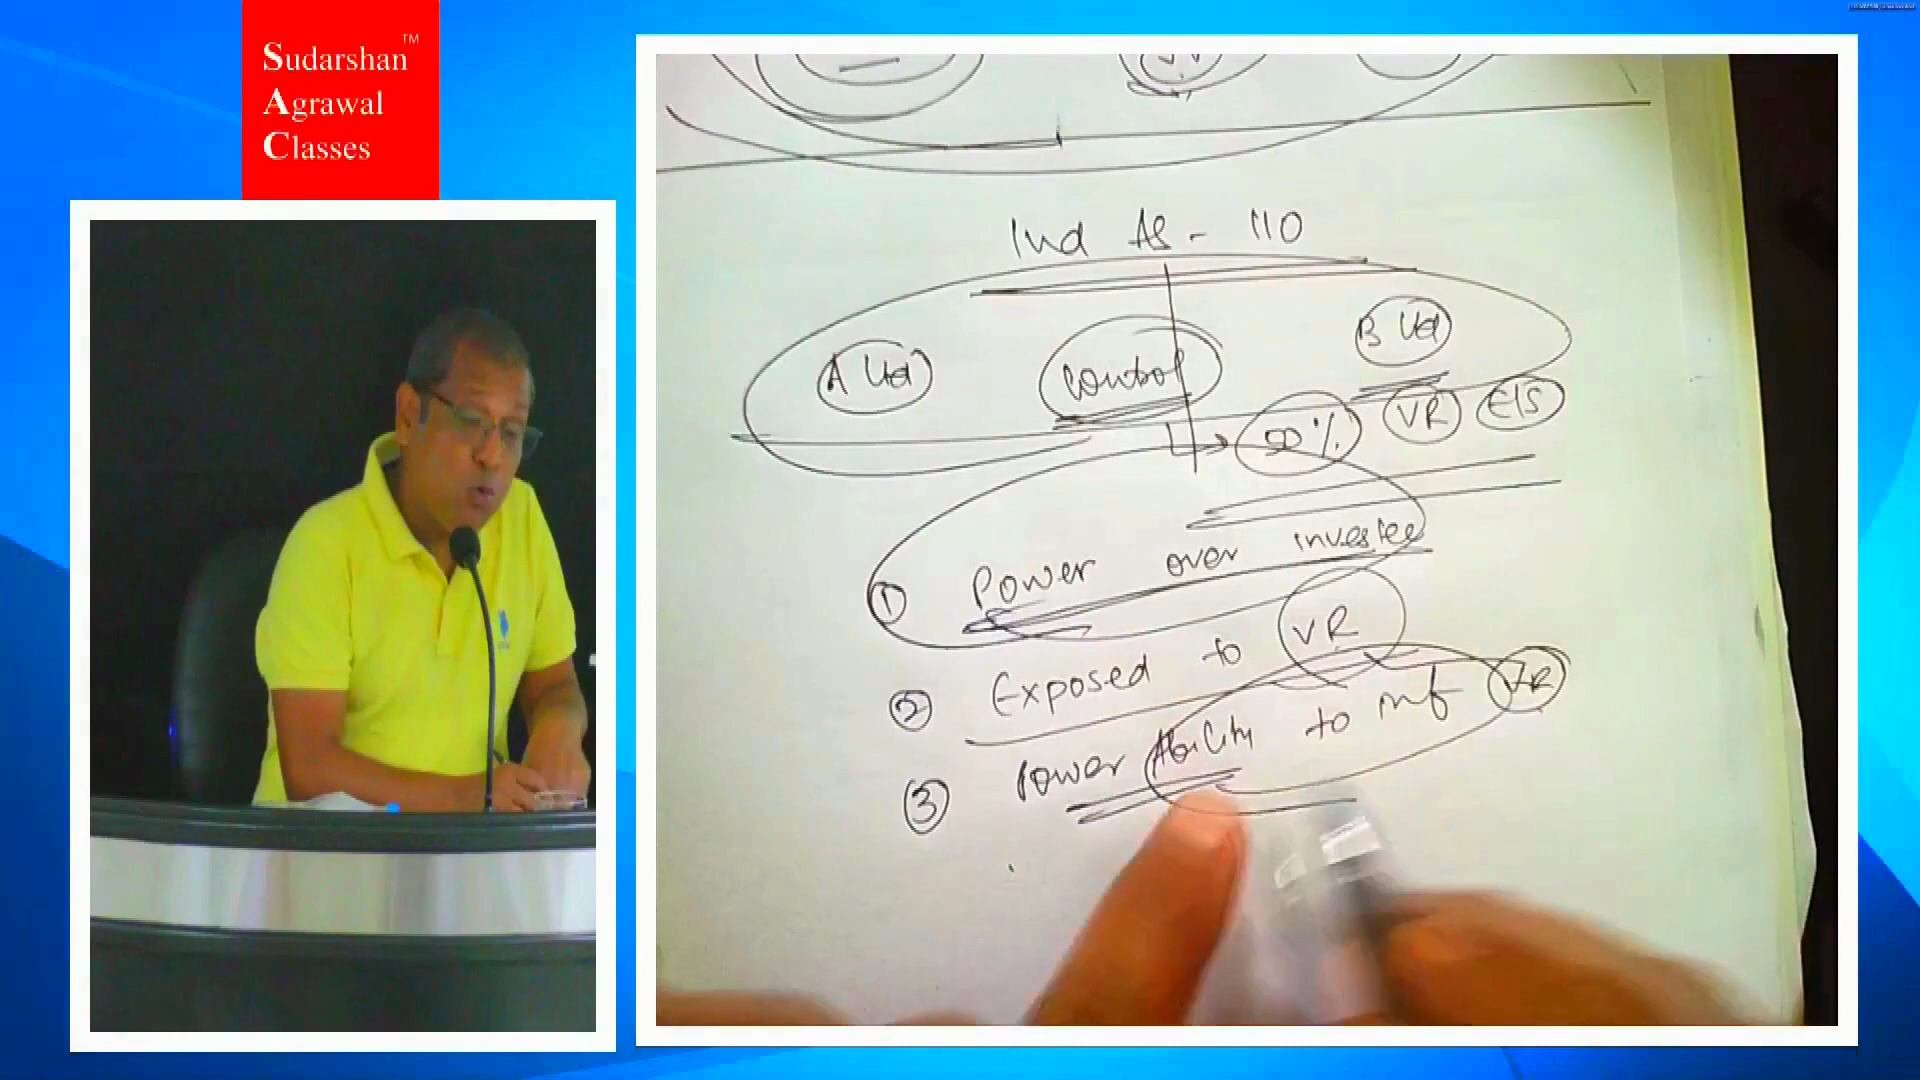 Sudarshan™
Agrawal
Classes
Ind AS - 110
A Ltd control B Ltd
50% VR E/S
① Power over investee
② Exposed to VR
③ Power Ability to inf VR